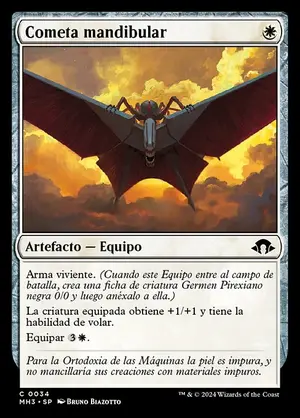 Cometa mandibular
Artefacto — Equipo
Arma viviente. (Cuando este Equipo entre al campo de
batalla, crea una ficha de criatura Germen Pirexiano
negra 0/0 y luego anéxalo a ella.)
La criatura equipada obtiene +1/+1 y tiene la
habilidad de volar.
Equipar 3.
Para la Ortodoxia de las Máquinas la piel es impura, y
no mancillaría sus creaciones con materiales impuros.
C 0034
MH3 • SP Bruno Biazotto
™ & © 2024 Wizards of the Coast